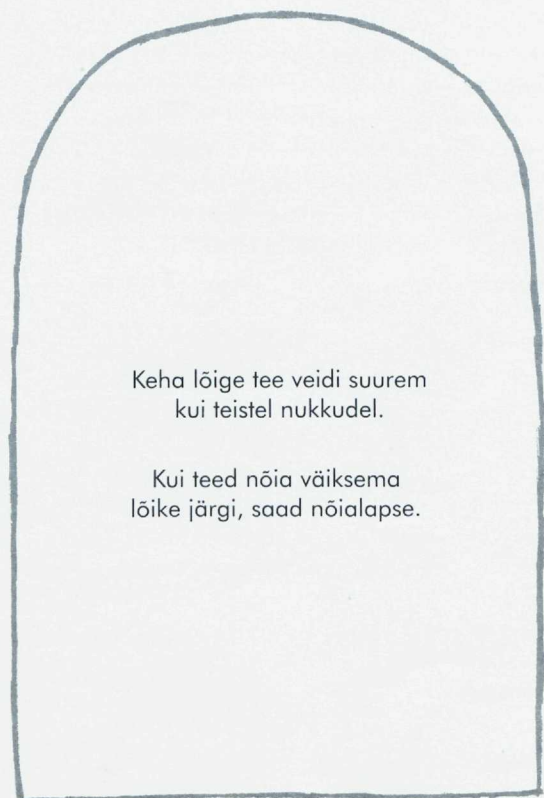 Keha lõige tee veidi suurem
kui teistel nukkudel.
Kui teed nõia väiksema
lõike järgi, saad nõialapse.